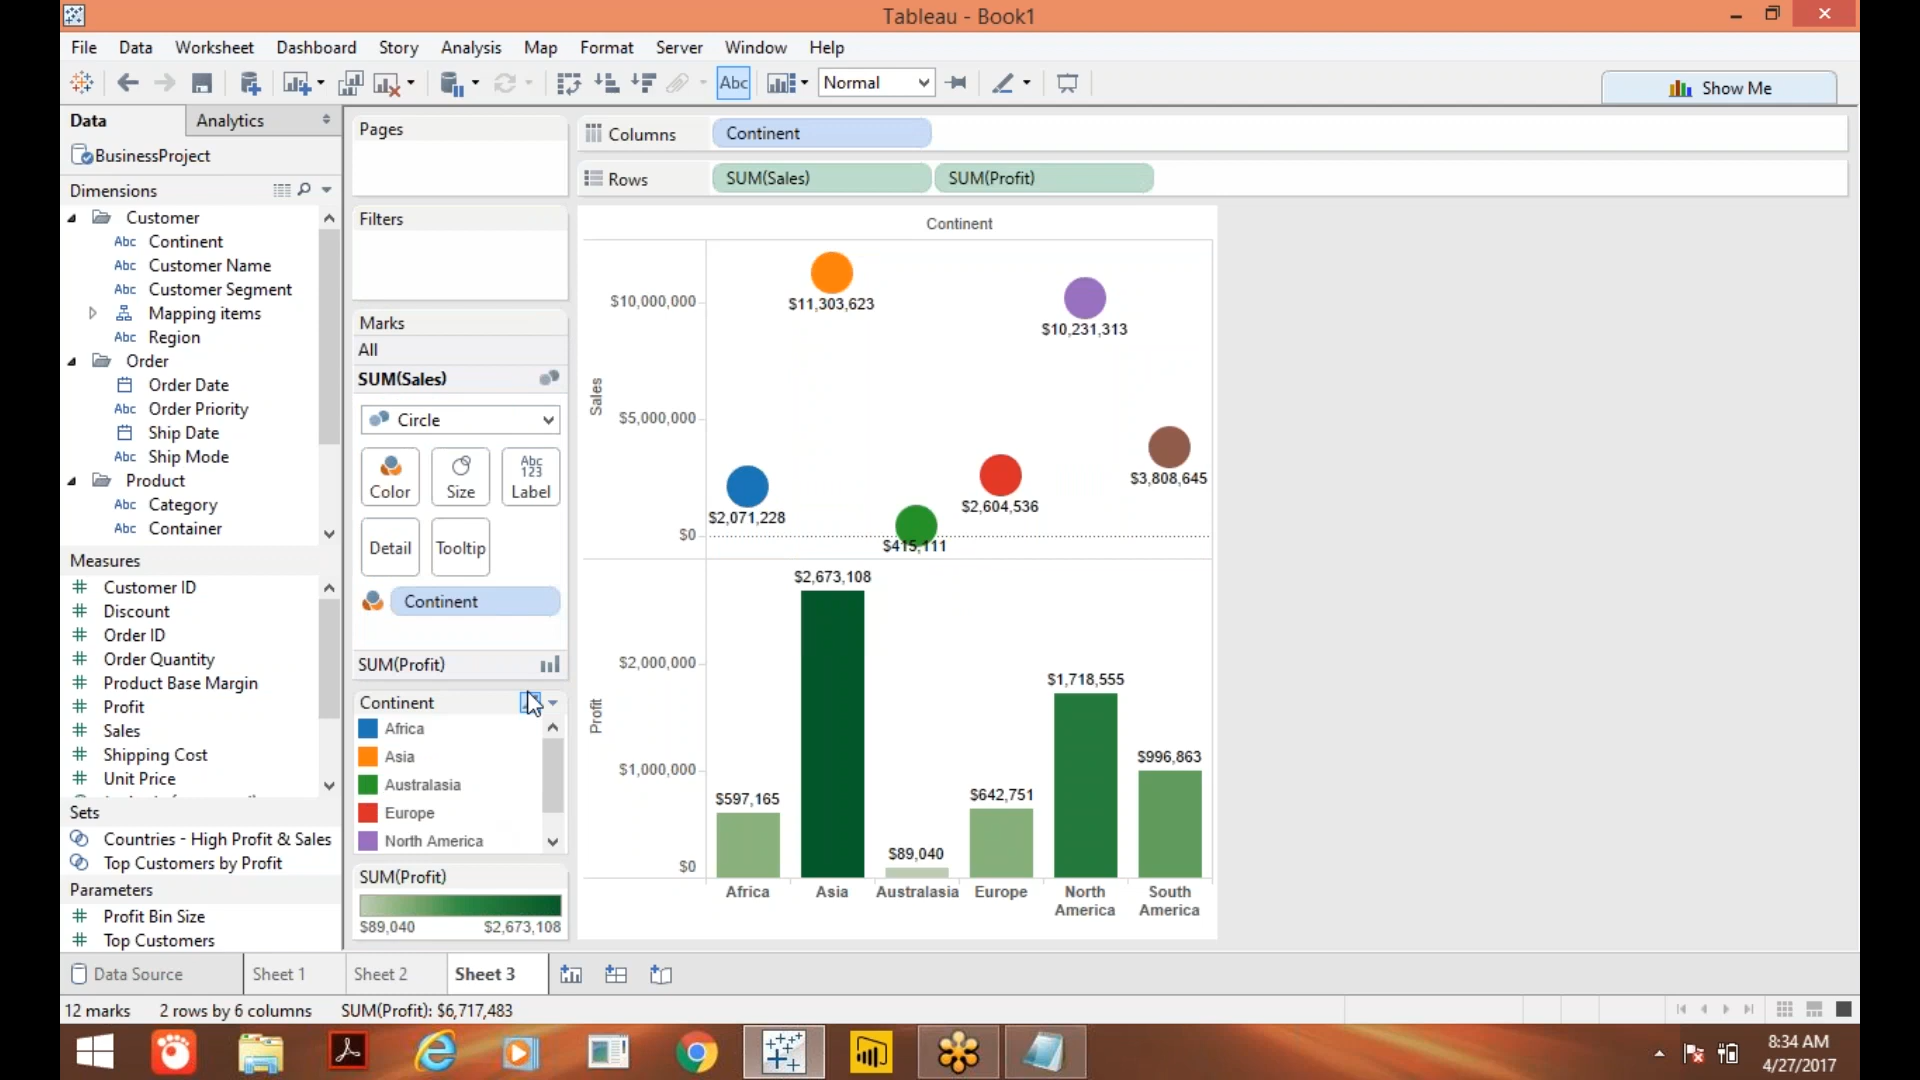 Tableau - Book1
File Data Worksheet Dashboard Story Analysis Map Format Server Window Help
Abc Normal Show Me
Data Analytics
BusinessProject
Dimensions
Customer
Abc Continent
Abc Customer Name
Abc Customer Segment
Mapping items
Abc Region
Order
Order Date
Abc Order Priority
Ship Date
Abc Ship Mode
Product
Abc Category
Abc Container
Measures
# Customer ID
# Discount
# Order ID
# Order Quantity
# Product Base Margin
# Profit
# Sales
# Shipping Cost
# Unit Price
Sets
Countries - High Profit & Sales
Top Customers by Profit
Parameters
# Profit Bin Size
# Top Customers
Pages
Filters
Marks
All
SUM(Sales)
Circle
Color Size Abc 123 Label
Detail Tooltip
Continent
SUM(Profit)
Continent
Africa
Asia
Australasia
Europe
North America
SUM(Profit)
$89,040 $2,673,108
Columns Continent
Rows SUM(Sales) SUM(Profit)
Continent
Sales
$10,000,000
$5,000,000
$0
$11,303,623
$10,231,313
$3,808,645
$2,604,536
$2,071,228
$415,111
Profit
$2,000,000
$1,000,000
$0
$2,673,108
$1,718,555
$996,863
$597,165
$642,751
$89,040
Africa Asia Australasia Europe North America South America
Data Source Sheet 1 Sheet 2 Sheet 3
12 marks 2 rows by 6 columns SUM(Profit): $6,717,483
8:34 AM
4/27/2017